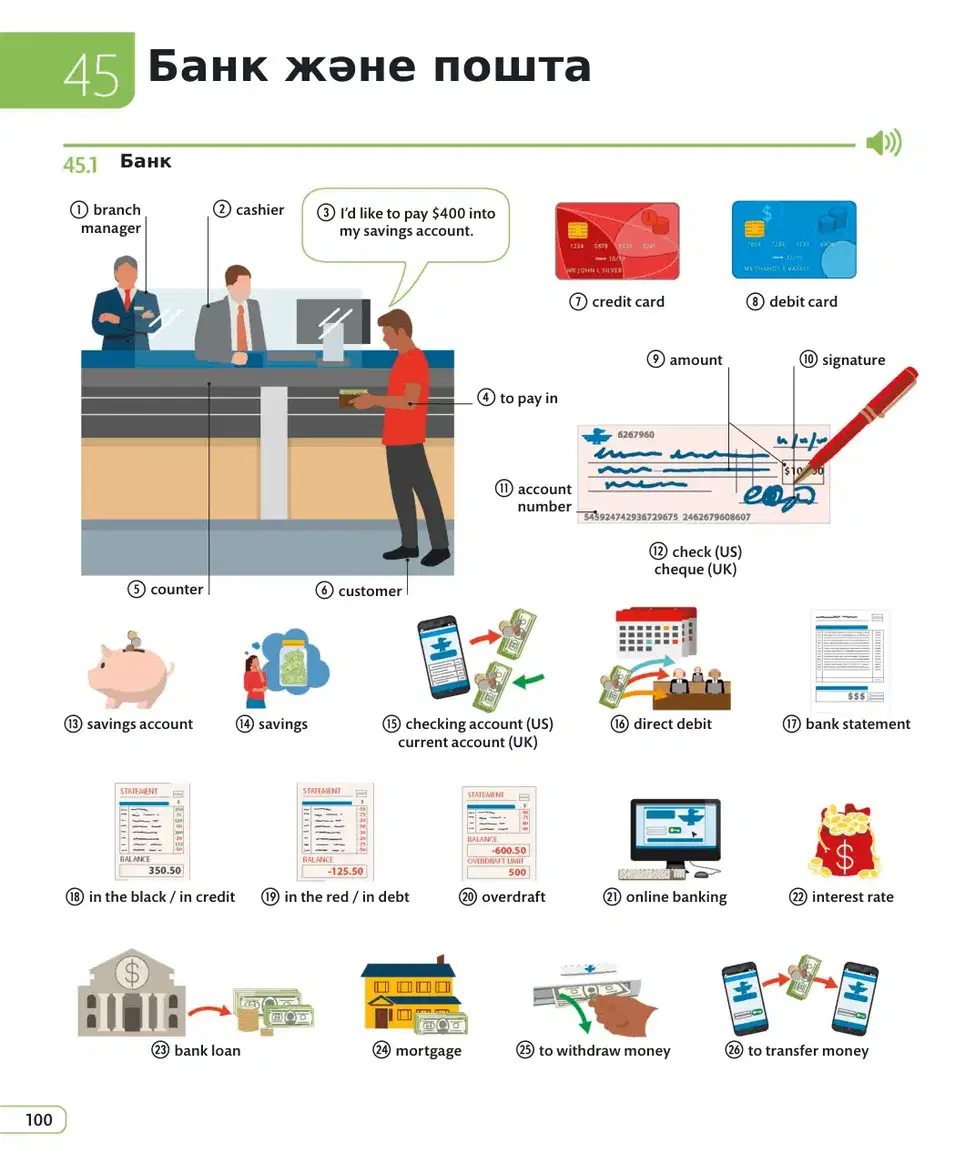 45
Банк және пошта
45.1 Банк
① branch
manager
② cashier
③ I'd like to pay $400 into
my savings account.
④ to pay in
⑤ counter
⑥ customer
MR JOHN L SILVER
⑦ credit card
⑧ debit card
⑨ amount
⑩ signature
6267960
⑪ account
number
545924742936729675 2462679608607
⑫ check (US)
cheque (UK)
⑬ savings account
⑭ savings
⑮ checking account (US)
current account (UK)
⑯ direct debit
$$$
⑰ bank statement
STATEMENT
$
BALANCE
350.50
⑱ in the black / in credit
STATEMENT
$
BALANCE
-125.50
⑲ in the red / in debt
STATEMENT
$
BALANCE
-600.50
OVERDRAFT LIMIT
500
⑳ overdraft
㉑ online banking
$
㉒ interest rate
$
㉓ bank loan
㉔ mortgage
㉕ to withdraw money
㉖ to transfer money
100